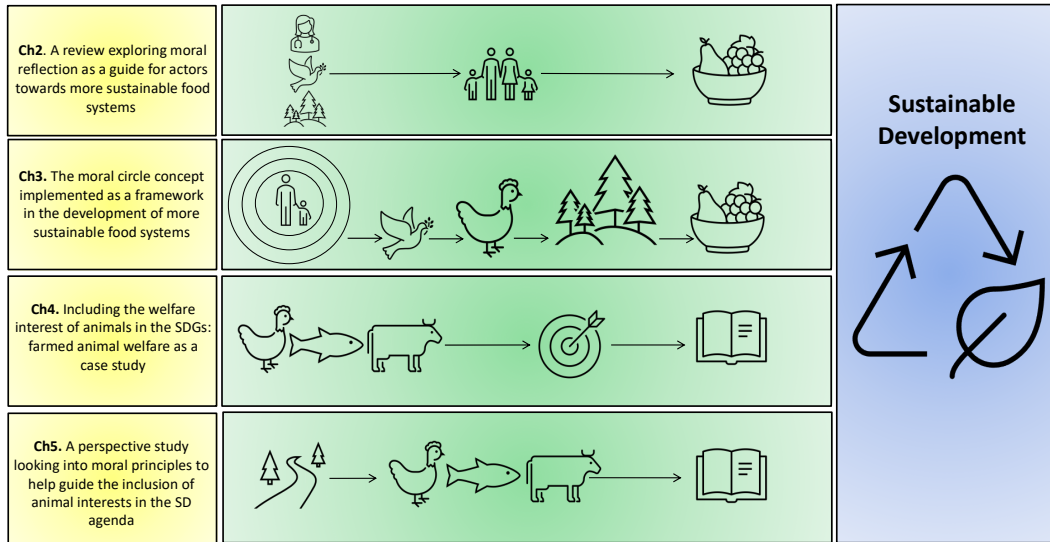 Ch2. A review exploring moral
reflection as a guide for actors
towards more sustainable food
systems
Ch3. The moral circle concept
implemented as a framework
in the development of more
sustainable food systems
Ch4. Including the welfare
interest of animals in the SDGs:
farmed animal welfare as a
case study
Ch5. A perspective study
looking into moral principles to
help guide the inclusion of
animal interests in the SD
agenda
Sustainable
Development